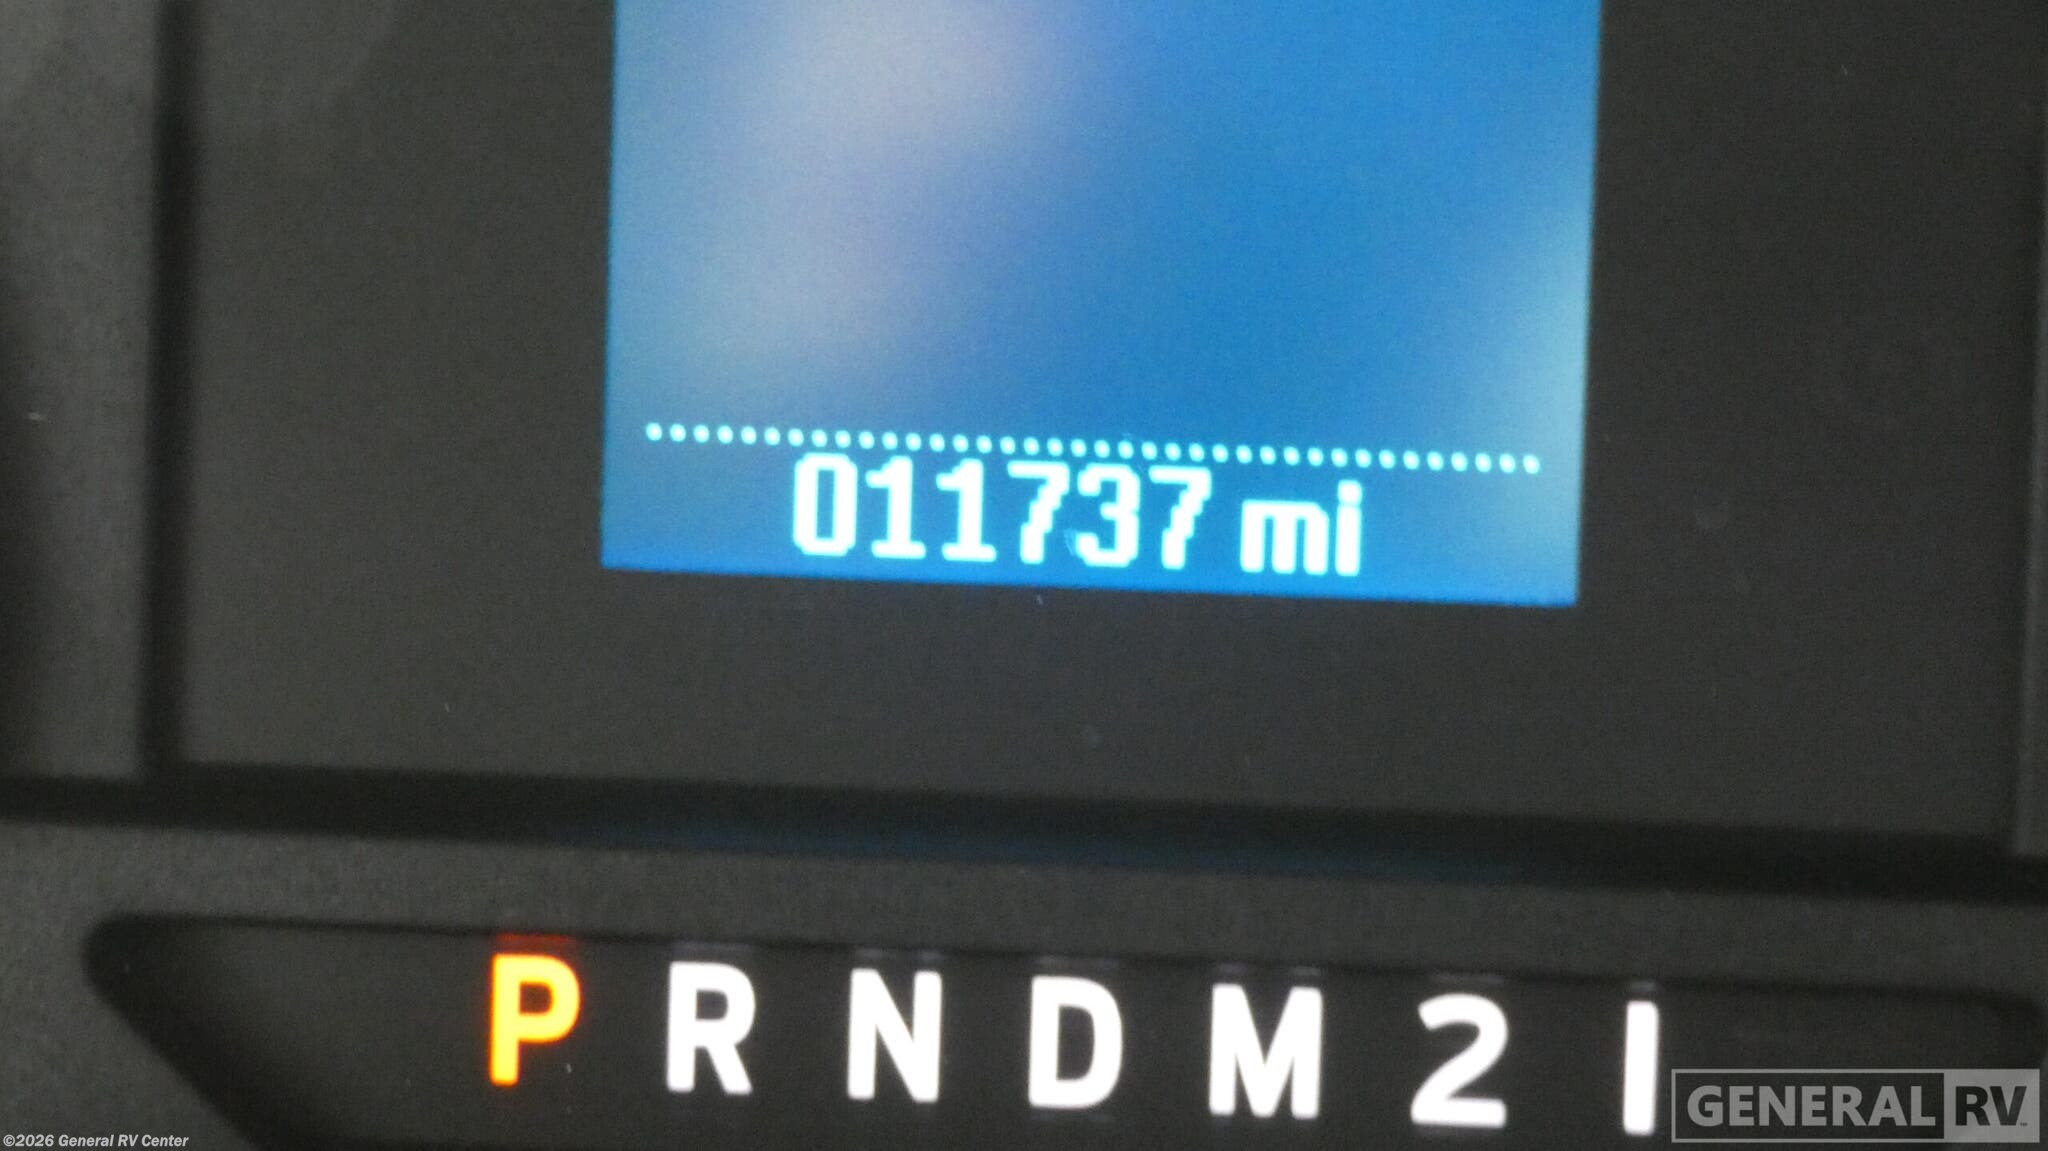 011737 mi
P R N D M 2 1
GENERAL RV
©2026 General RV Center